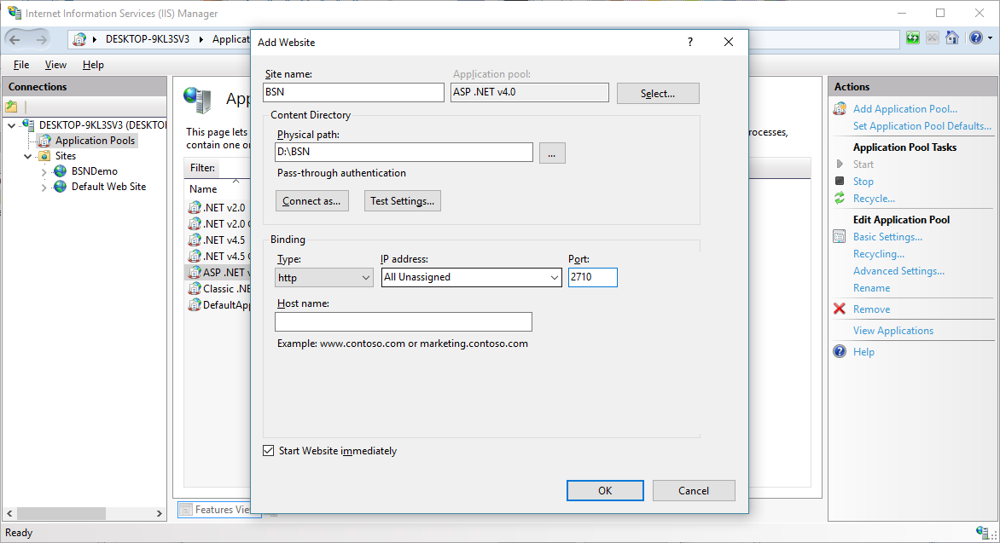 Internet Information Services (IIS) Manager
DESKTOP-9KL3SV3
Applicat
File View Help
Connections
DESKTOP-9KL3SV3 (DESKTO
Application Pools
Sites
BSNDemo
Default Web Site
App
This page lets
contain one or
rocesses,
Filter:
Name
.NET v2.0
.NET v2.0
.NET v4.5
.NET v4.5
ASP .NET v
Classic .NE
DefaultApp
Features Vie
Add Website
?
Site name:
Application pool:
BSN
ASP .NET v4.0
Select...
Content Directory
Physical path:
D:\BSN
...
Pass-through authentication
Connect as...
Test Settings...
Binding
Type:
IP address:
Port:
http
All Unassigned
2710
Host name:
Example: www.contoso.com or marketing.contoso.com
Start Website immediately
OK
Cancel
Actions
Add Application Pool...
Set Application Pool Defaults...
Application Pool Tasks
Start
Stop
Recycle...
Edit Application Pool
Basic Settings...
Recycling...
Advanced Settings...
Rename
Remove
View Applications
Help
Ready